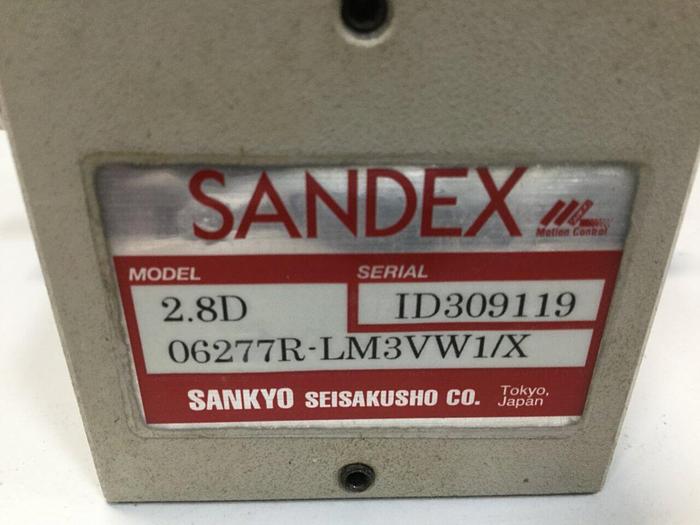 SANDEX
Motion Control
MODEL SERIAL
2.8D ID309119
06277R-LM3VW1/X
SANKYO SEISAKUSHO CO. Tokyo,
Japan